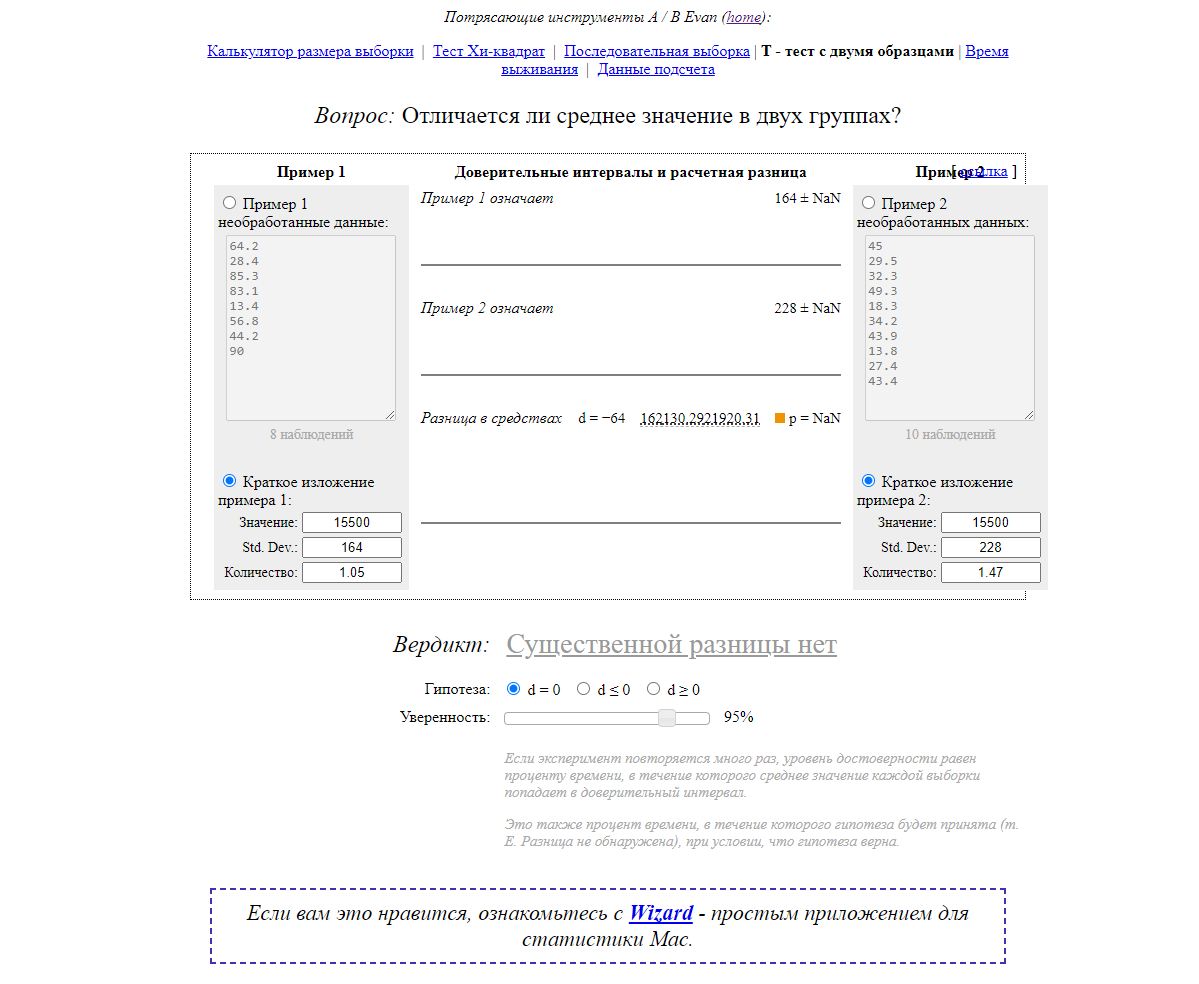 Потрясающие инструменты A / B Evan (home):
Калькулятор размера выборки | Тест Хи-квадрат | Последовательная выборка | Т - тест с двумя образцами | Время
выживания | Данные подсчета
Вопрос: Отличается ли среднее значение в двух группах?
Пример 1
Доверительные интервалы и расчетная разница
Пример 2
[ ссылка ]
Пример 1
необработанные данные:
64.2
28.4
85.3
83.1
13.4
56.8
44.2
90
8 наблюдений
Краткое изложение
примера 1:
Значение: 15500
Std. Dev.: 164
Количество: 1.05
Пример 1 означает 164 ± NaN
Пример 2 означает 228 ± NaN
Разница в средствах d = −64 162130.2921920.31 p = NaN
Пример 2
необработанных данных:
45
29.5
32.3
49.3
18.3
34.2
43.9
13.8
27.4
43.4
10 наблюдений
Краткое изложение
примера 2:
Значение: 15500
Std. Dev.: 228
Количество: 1.47
Вердикт: Существенной разницы нет
Гипотеза: d = 0 d ≤ 0 d ≥ 0
Уверенность: 95%
Если эксперимент повторяется много раз, уровень достоверности равен
проценту времени, в течение которого среднее значение каждой выборки
попадает в доверительный интервал.
Это также процент времени, в течение которого гипотеза будет принята (т.
Е. Разница не обнаружена), при условии, что гипотеза верна.
Если вам это нравится, ознакомьтесь с Wizard - простым приложением для
статистики Mac.